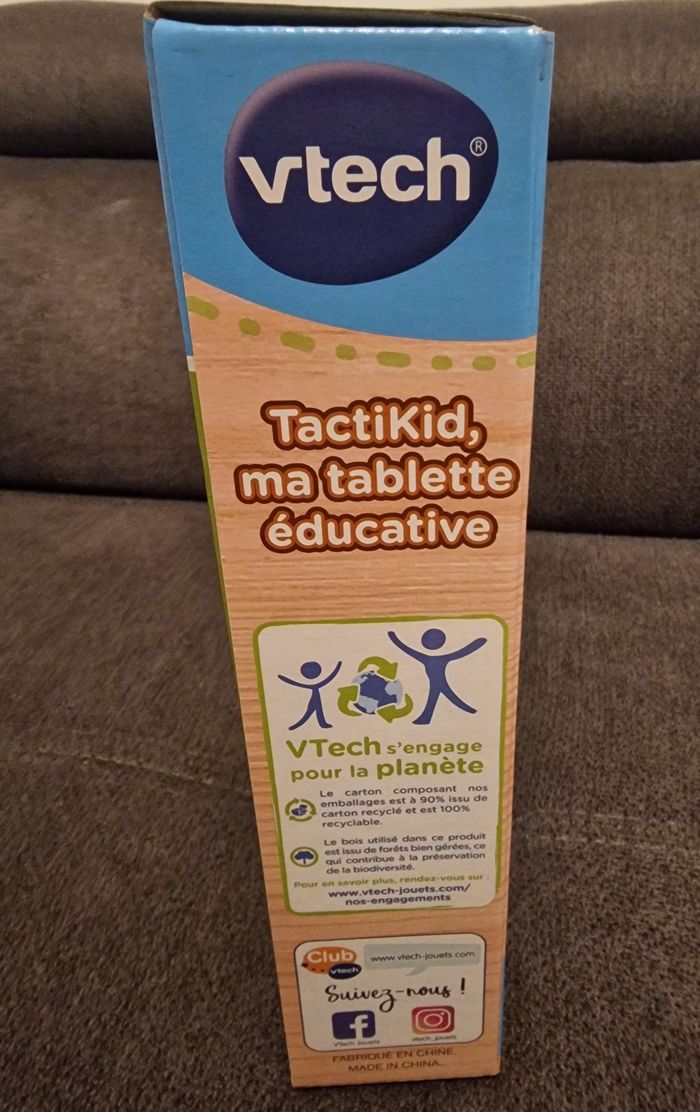 vtech®
TactiKid,
ma tablette
éducative
VTech s'engage
pour la planète
Le carton composant nos
emballages est à 90% issu de
carton recyclé et est 100%
recyclable.
Le bois utilisé dans ce produit
est issu de forêts bien gérées, ce
qui contribue à la préservation
de la biodiversité.
Pour en savoir plus, rendez-vous sur :
www.vtech-jouets.com/
nos-engagements
Club
vtech
www.vtech-jouets.com
Suivez-nous !
VTech Jouets
vtech_jouets
FABRIQUÉ EN CHINE.
MADE IN CHINA.